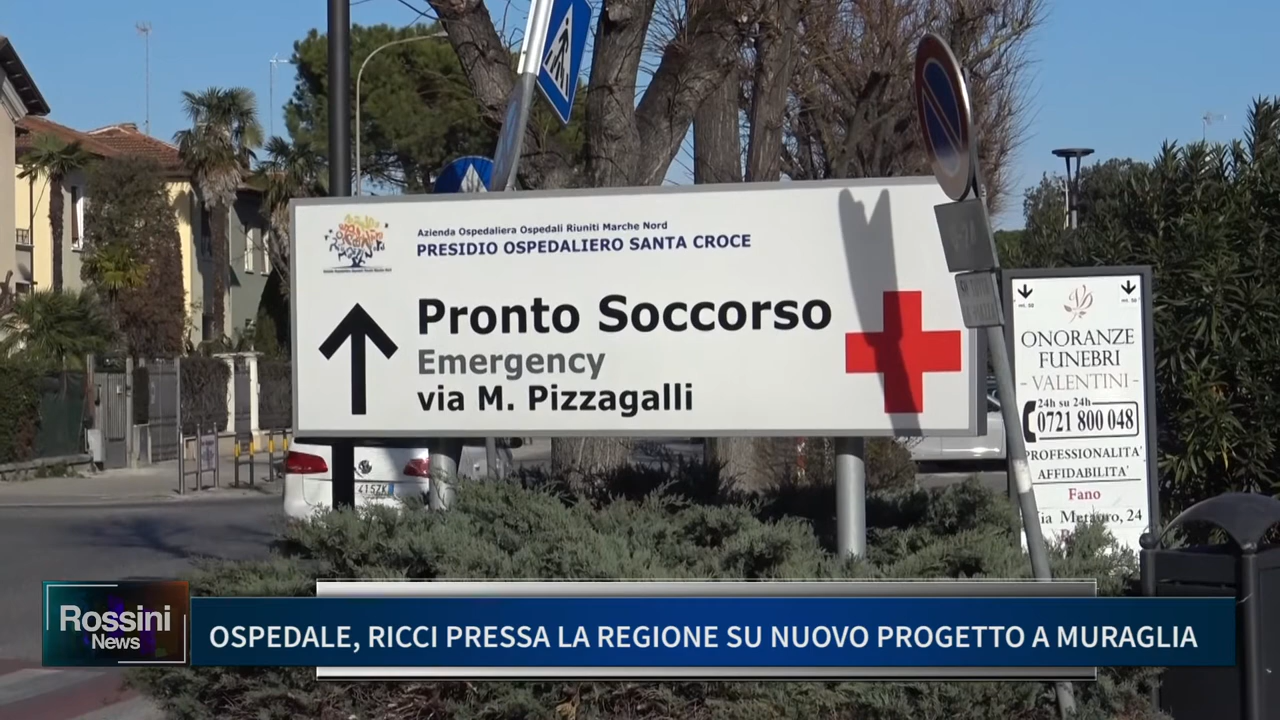 Azienda Ospedaliera Ospedali Riuniti Marche Nord
PRESIDIO OSPEDALIERO SANTA CROCE
Pronto Soccorso
Emergency
via M. Pizzagalli
ONORANZE
FUNEBRI
- VALENTINI -
24h su 24h
0721 800 048
PROFESSIONALITA'
AFFIDABILITA'
Fano
Via Metauro, 24
Rossini
News
OSPEDALE, RICCI PRESSA LA REGIONE SU NUOVO PROGETTO A MURAGLIA